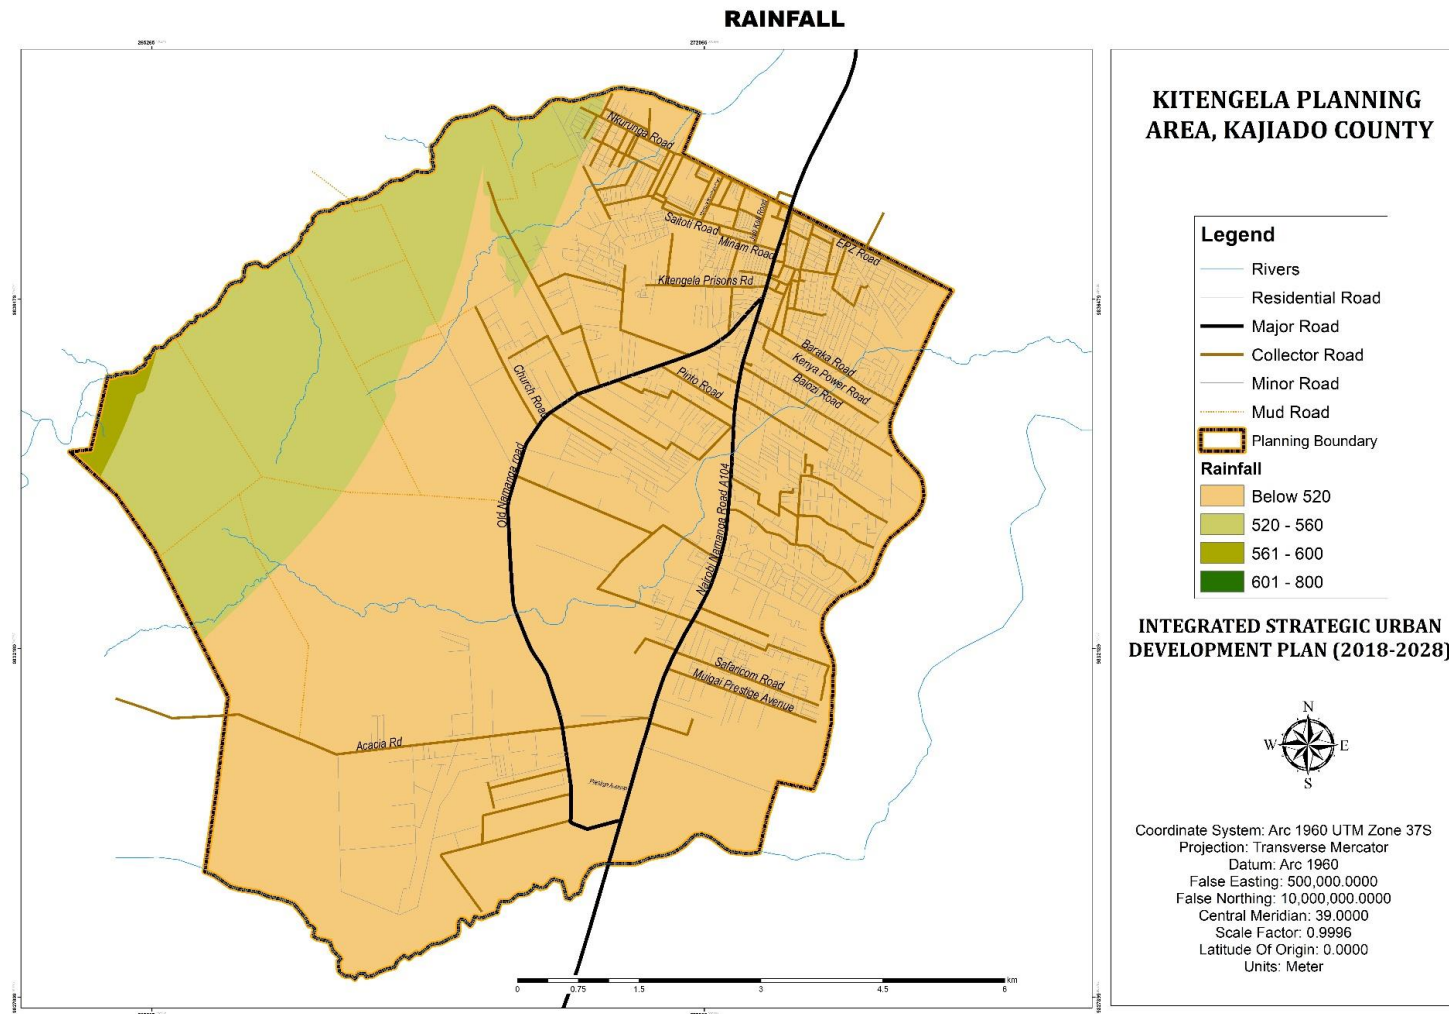 RAINFALL
Nkurunga Road
Saitoti Road
Minam Road
EPZ Road
Kitengela Prisons Rd
Baraka Road
Kenya Power Road
Balozi Road
Pinto Road
Church Road
Old Namanga road
Nairobi Namanga Road A104
Safaricom Road
Muigai Prestige Avenue
Acacia Rd
0 0.75 1.5 3 4.5 6 km
KITENGELA PLANNING
AREA, KAJIADO COUNTY
Legend
Rivers
Residential Road
Major Road
Collector Road
Minor Road
Mud Road
Planning Boundary
Rainfall
Below 520
520 - 560
561 - 600
601 - 800
INTEGRATED STRATEGIC URBAN
DEVELOPMENT PLAN (2018-2028)
N
W E
S
Coordinate System: Arc 1960 UTM Zone 37S
Projection: Transverse Mercator
Datum: Arc 1960
False Easting: 500,000.0000
False Northing: 10,000,000.0000
Central Meridian: 39.0000
Scale Factor: 0.9996
Latitude Of Origin: 0.0000
Units: Meter